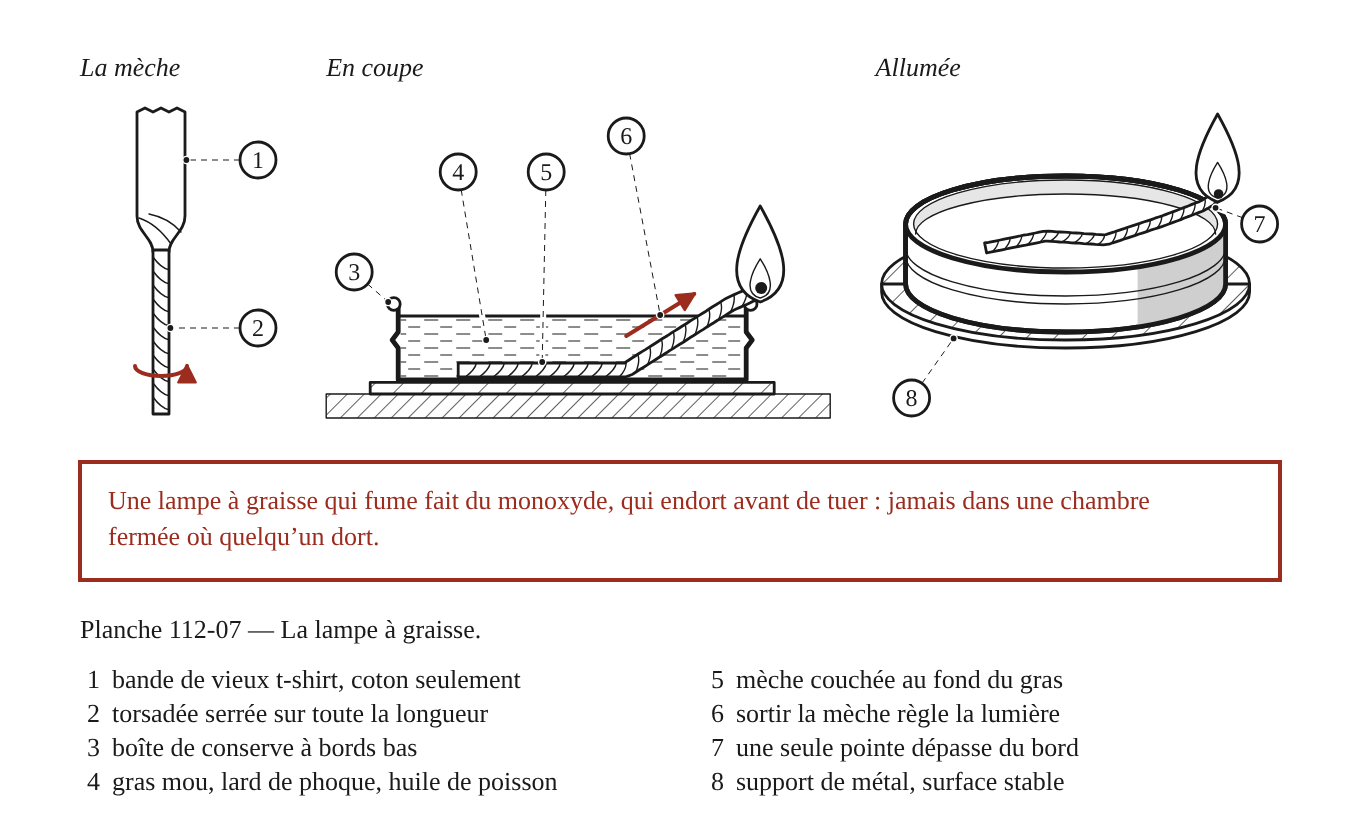 La mèche
En coupe
Allumée
1
2
3
4
5
6
7
8
Une lampe à graisse qui fume fait du monoxyde, qui endort avant de tuer : jamais dans une chambre
fermée où quelqu’un dort.
Planche 112-07 — La lampe à graisse.
1 bande de vieux t-shirt, coton seulement
2 torsadée serrée sur toute la longueur
3 boîte de conserve à bords bas
4 gras mou, lard de phoque, huile de poisson
5 mèche couchée au fond du gras
6 sortir la mèche règle la lumière
7 une seule pointe dépasse du bord
8 support de métal, surface stable